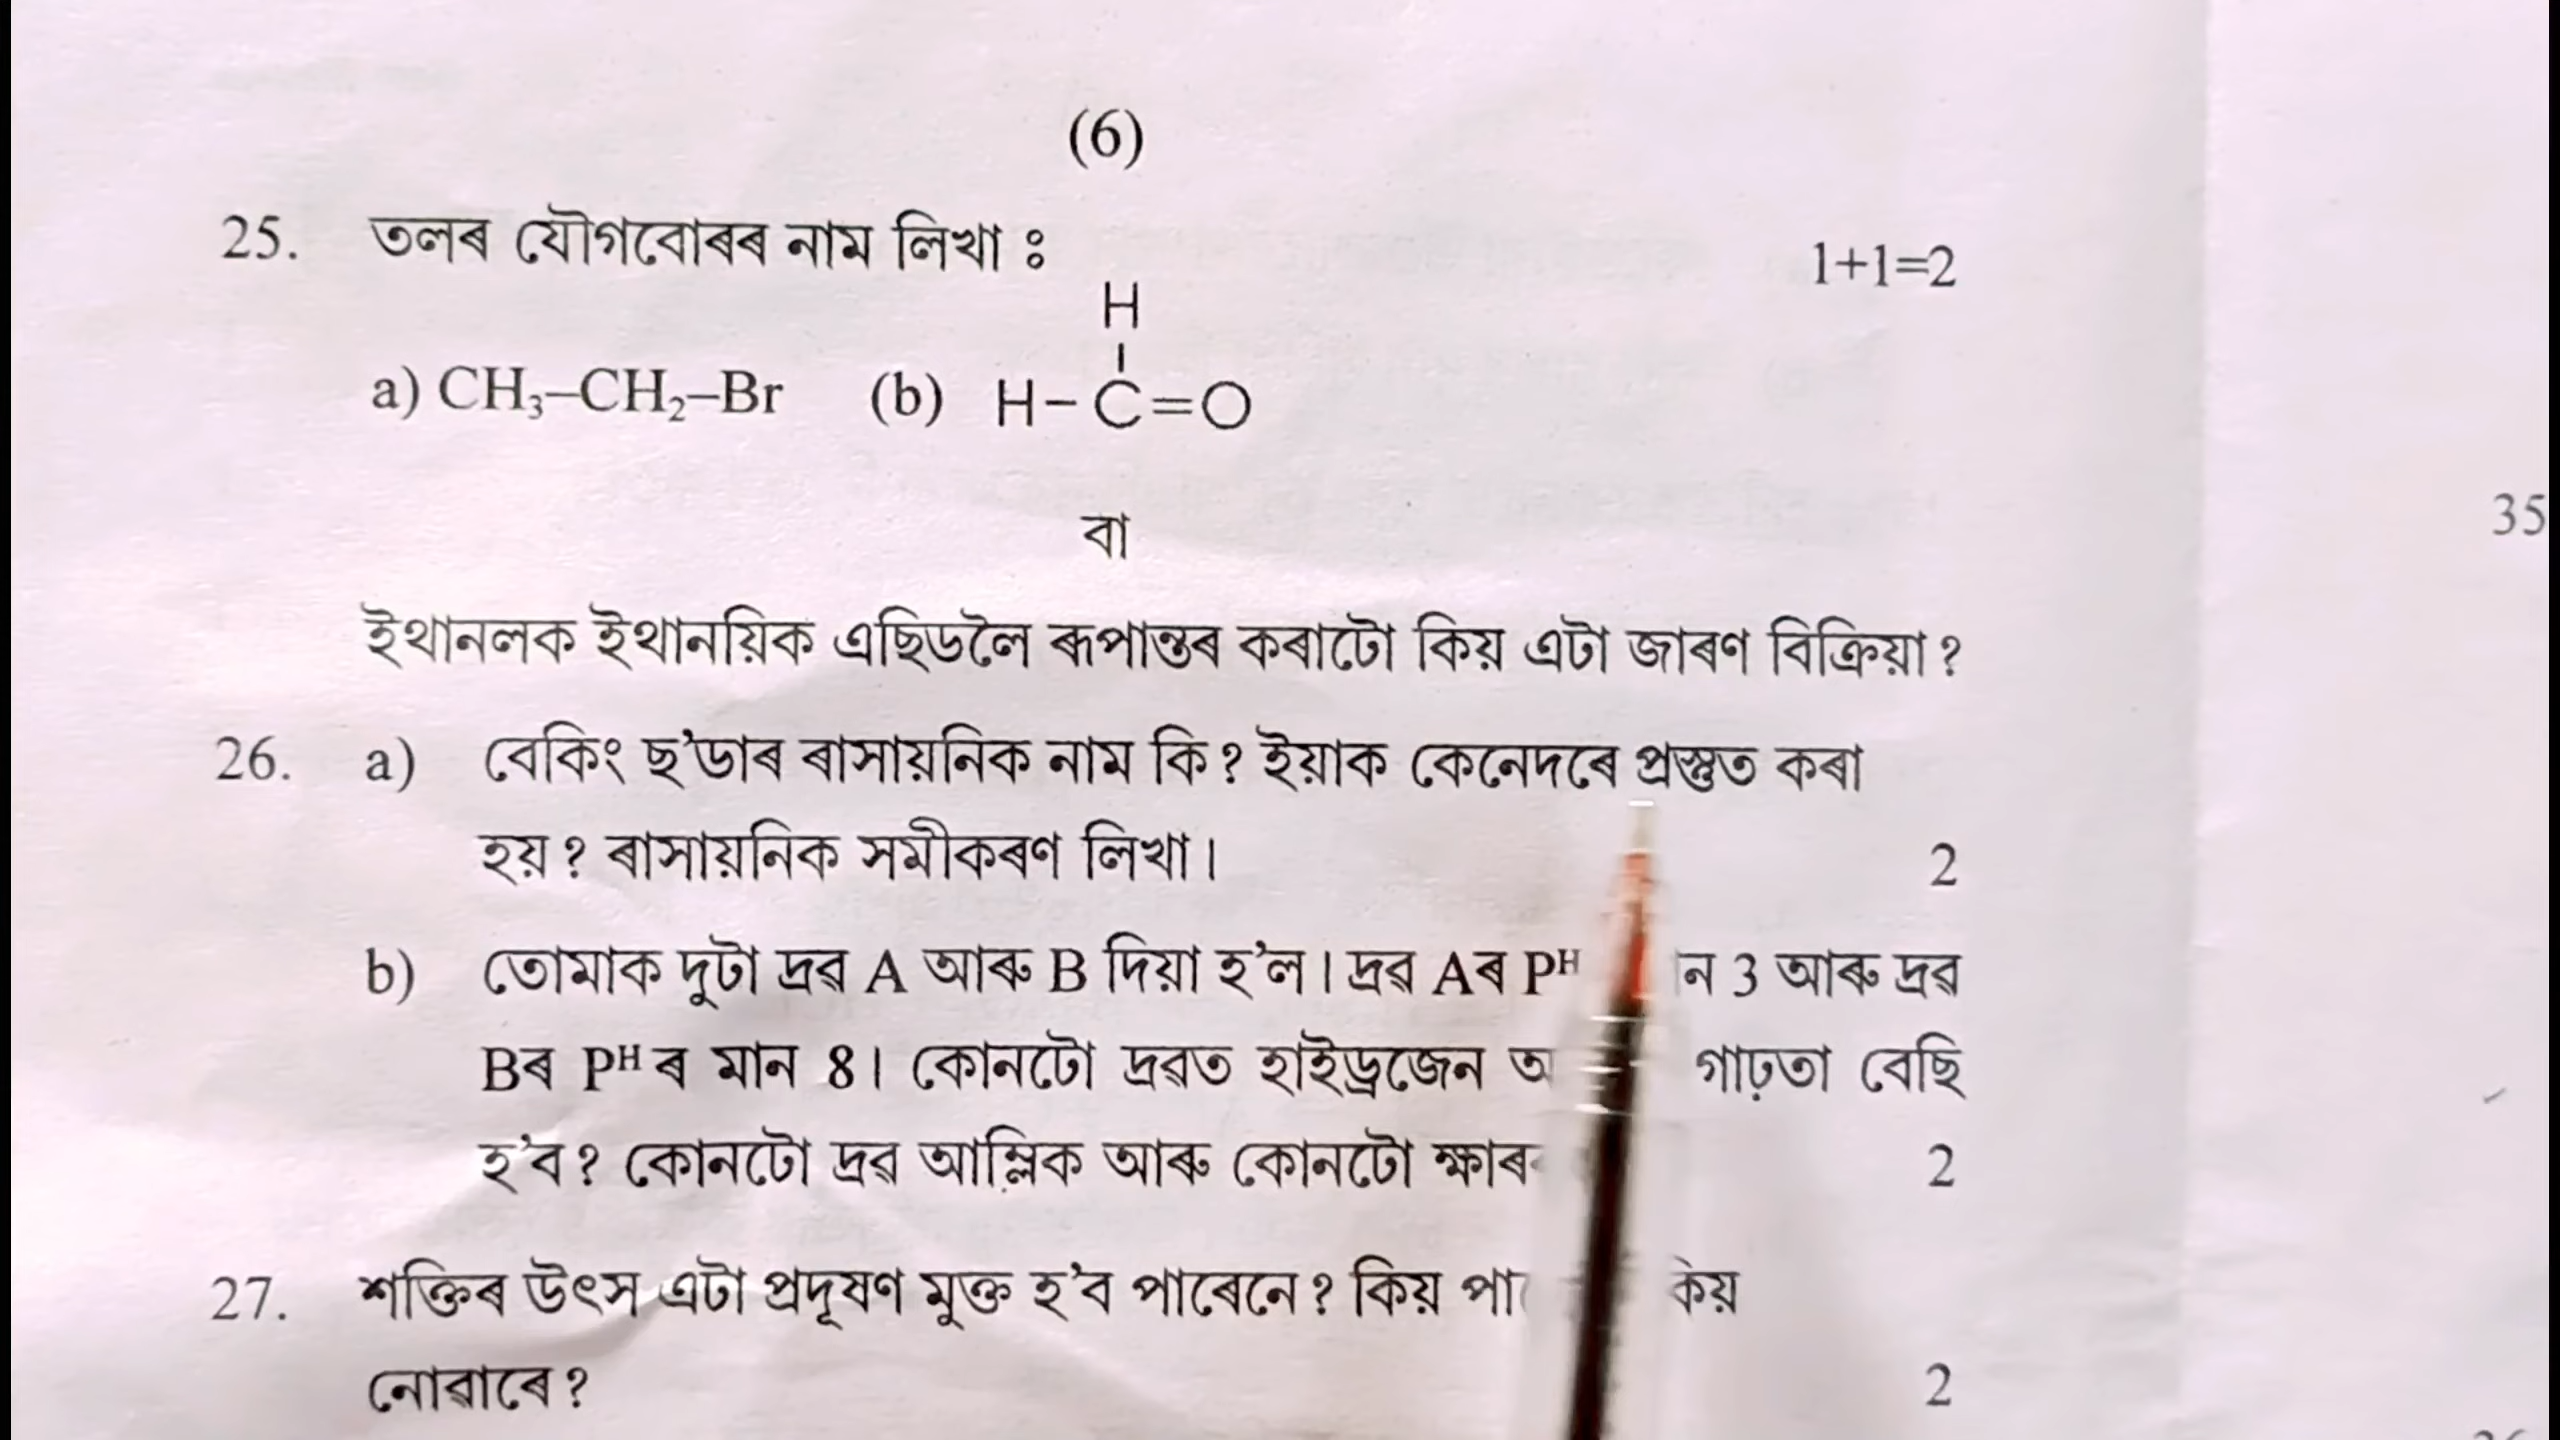 (6)
25. তলৰ যৌগবোৰৰ নাম লিখা ঃ 1+1=2
H
a) CH₃–CH₂–Br (b) H–C=O
বা
35
ইথানলক ইথানয়িক এছিডলৈ ৰূপান্তৰ কৰাটো কিয় এটা জাৰণ বিক্ৰিয়া?
26. a) বেকিং ছ'ডাৰ ৰাসায়নিক নাম কি? ইয়াক কেনেদৰে প্ৰস্তুত কৰা
হয়? ৰাসায়নিক সমীকৰণ লিখা। 2
b) তোমাক দুটা দ্ৰৱ A আৰু B দিয়া হ'ল। দ্ৰৱ Aৰ Pᴴ 3 আৰু দ্ৰৱ
Bৰ Pᴴ ৰ মান 8। কোনটো দ্ৰৱত হাইড্ৰজেন গাঢ়তা বেছি
হ'ব? কোনটো দ্ৰৱ আম্লিক আৰু কোনটো 2
27. শক্তিৰ উৎস এটা প্ৰদূষণ মুক্ত হ'ব পাৰেনে? কিয়
নোৱাৰে? 2